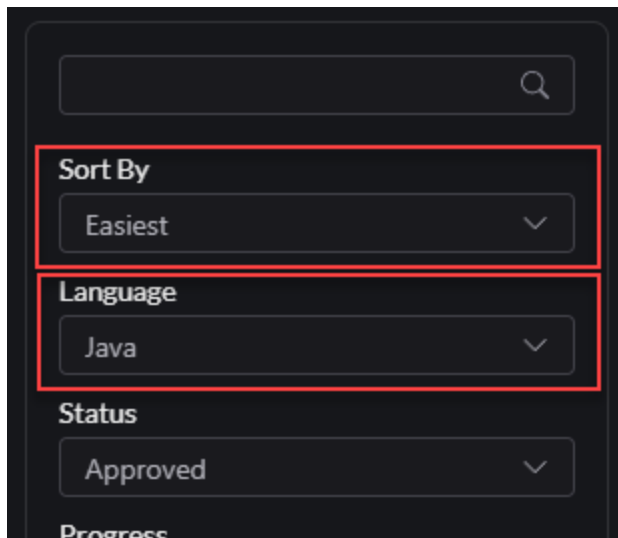 Sort By
Easiest
Language
Java
Status
Approved
Progress